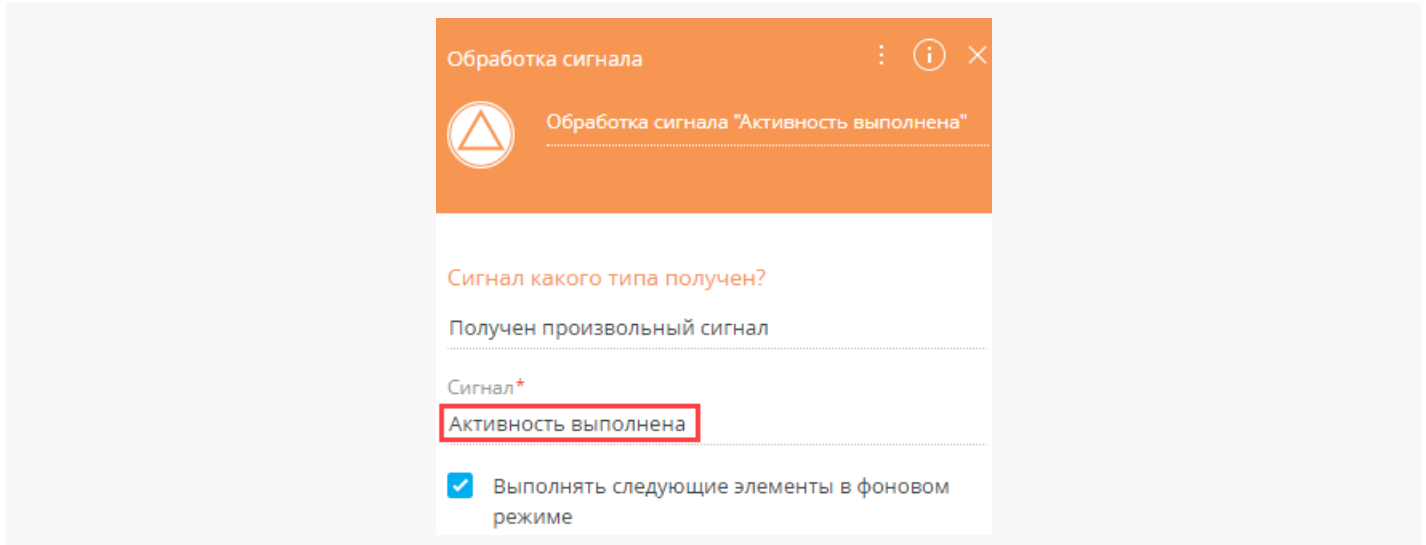 Обработка сигнала
Обработка сигнала "Активность выполнена"
Сигнал какого типа получен?
Получен произвольный сигнал
Сигнал*
Активность выполнена
Выполнять следующие элементы в фоновом
режиме